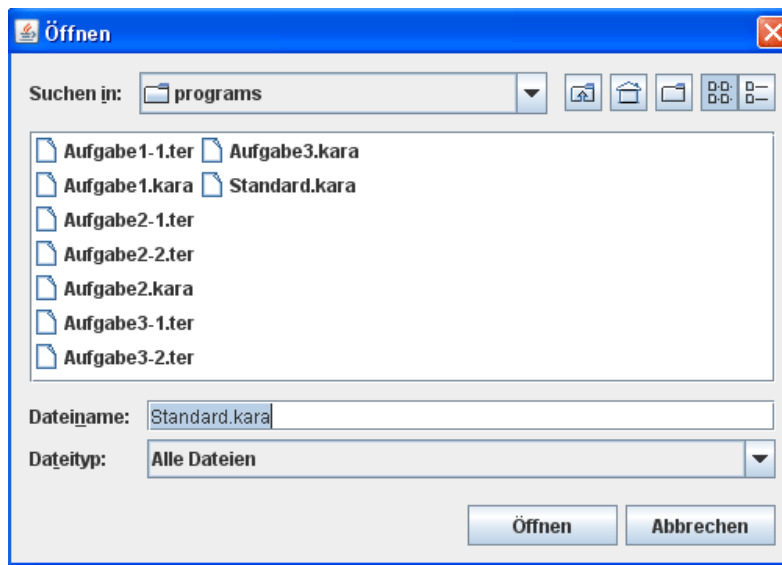 Öffnen
Suchen in: programs
Aufgabe1-1.ter Aufgabe3.kara
Aufgabe1.kara Standard.kara
Aufgabe2-1.ter
Aufgabe2-2.ter
Aufgabe2.kara
Aufgabe3-1.ter
Aufgabe3-2.ter
Dateiname: Standard.kara
Dateityp: Alle Dateien
Öffnen Abbrechen